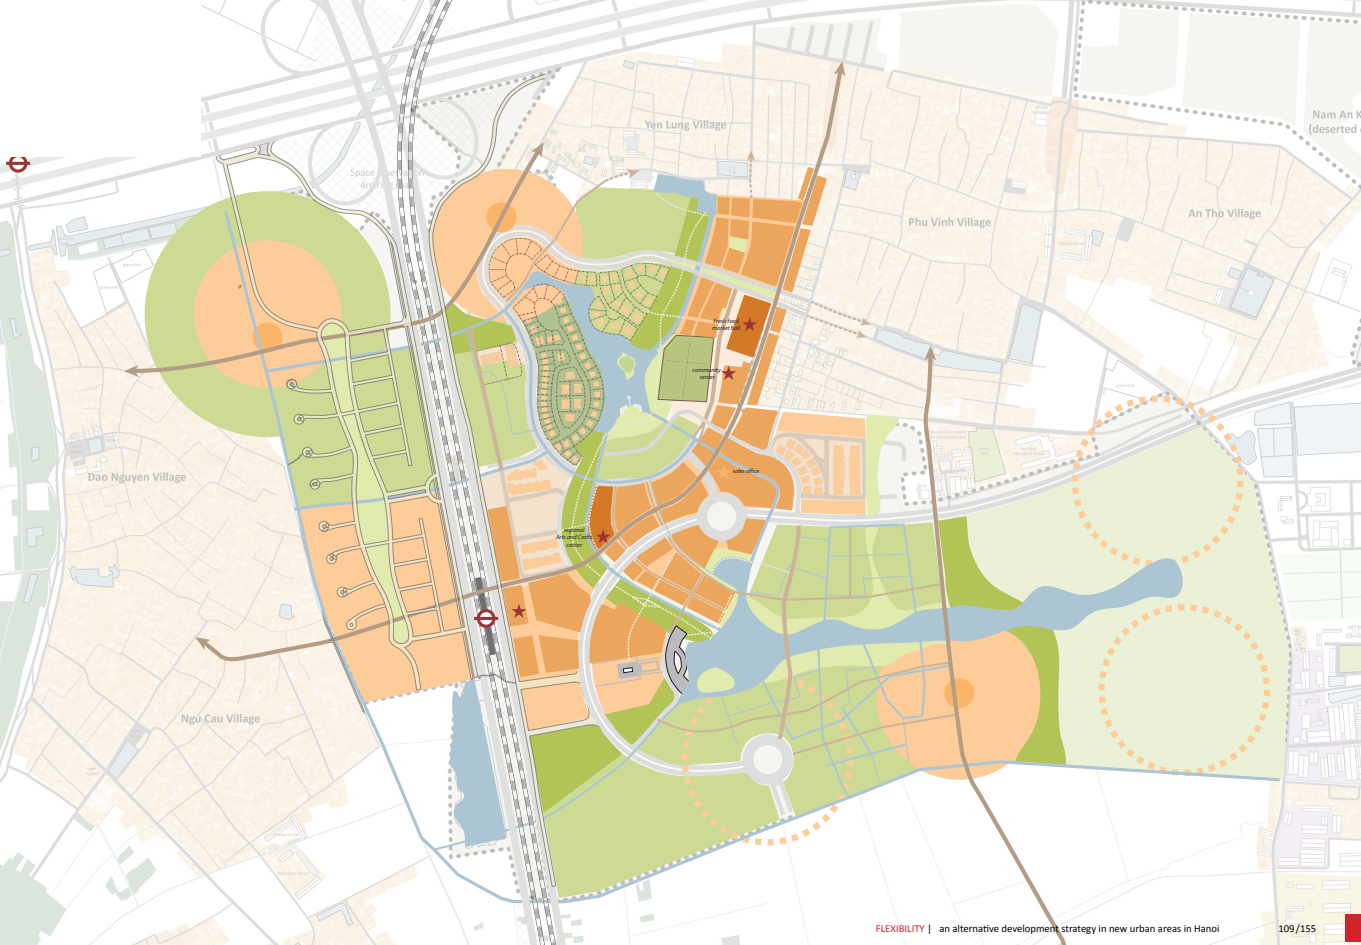 Nam An K
(deserted
Yen Lung Village
Space
4r
An Tho Village
Phu Vinh Village
Fresh food
market hall
community
center
Dao Nguyen Village
sales office
regional
Arts and Crafts
center
Ngu Cau Village
FLEXIBILITY | an alternative development strategy in new urban areas in Hanoi
109/155